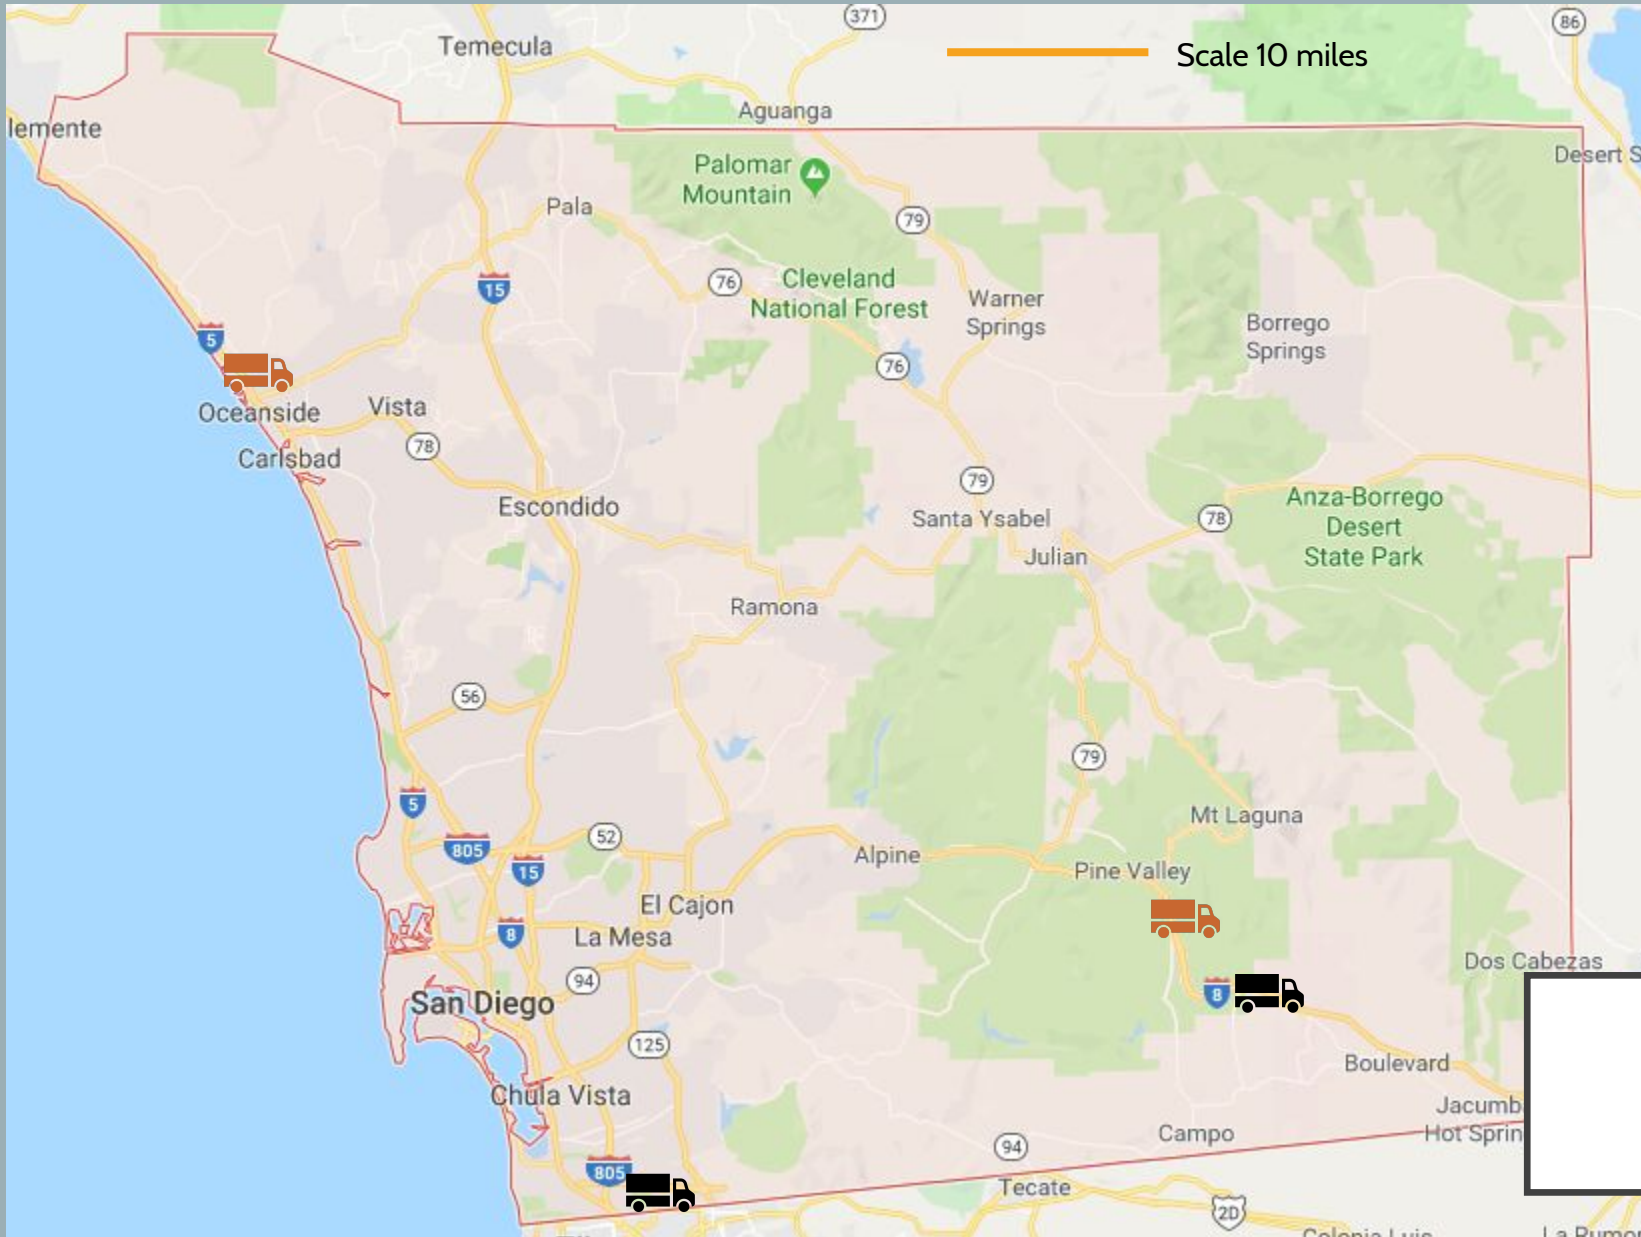 371
86
Temecula
Scale 10 miles
Aguanga
lemente
Desert S
Palomar
Mountain
Pala
79
15
76
Cleveland
National Forest
Warner
Springs
Borrego
Springs
5
76
Oceanside
Vista
78
Carlsbad
79
Escondido
Santa Ysabel
78
Anza-Borrego
Desert
State Park
Julian
Ramona
56
79
5
Mt Laguna
52
805
15
Alpine
Pine Valley
El Cajon
8
La Mesa
Dos Cabezas
94
8
San Diego
125
Boulevard
Chula Vista
Jacumb
Hot Sprin
Campo
94
805
Tecate
2D